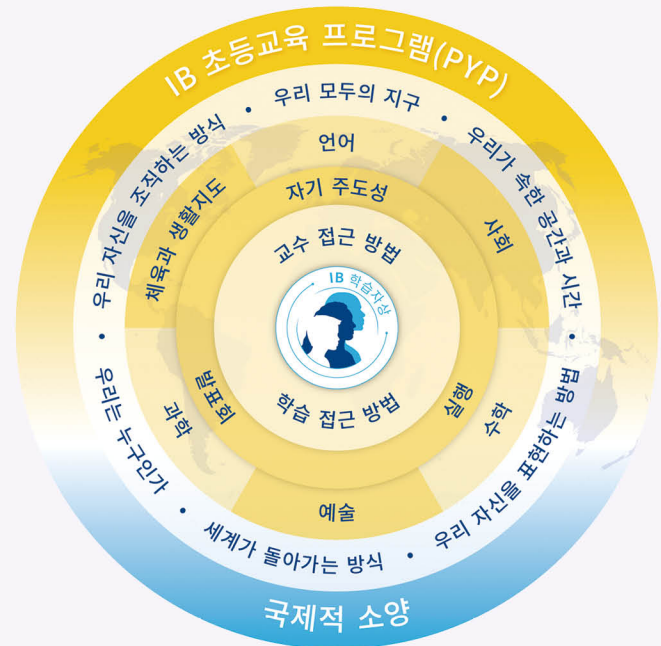 IB 초등교육 프로그램(PYP)
우리 모두의 지구
우리가 속한 공간과 시간
우리 자신을 표현하는 방법
세계가 돌아가는 방식
우리는 누구인가
우리 자신을 조직하는 방식
언어
사회
수학
예술
과학
체육과 생활지도
자기 주도성
실행
발표회
교수 접근 방법
IB 학습자상
학습 접근 방법
국제적 소양